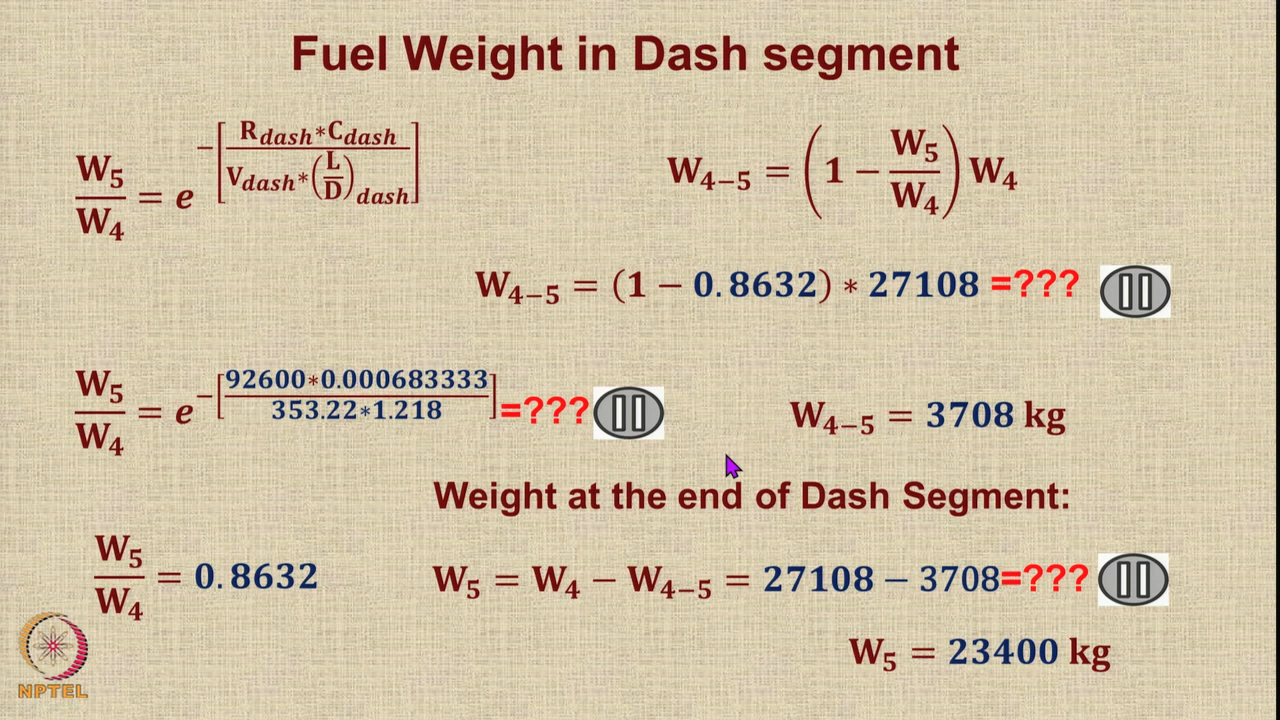 Fuel Weight in Dash segment
W₅/W₄ = e^−[R_dash*C_dash / V_dash*(L/D)_dash]
W₄₋₅ = (1 − W₅/W₄) W₄
W₄₋₅ = (1 − 0.8632) * 27108 =???
W₅/W₄ = e^−[92600*0.000683333 / 353.22*1.218] =???
W₄₋₅ = 3708 kg
Weight at the end of Dash Segment:
W₅/W₄ = 0.8632
W₅ = W₄ − W₄₋₅ = 27108 − 3708=???
W₅ = 23400 kg
NPTEL